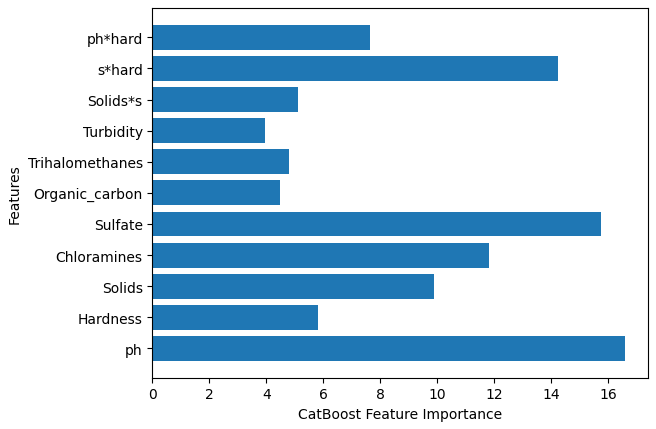 ph*hard
s*hard
Solids*s
Turbidity
Trihalomethanes
Organic_carbon
Sulfate
Chloramines
Solids
Hardness
ph
Features
0 2 4 6 8 10 12 14 16
CatBoost Feature Importance